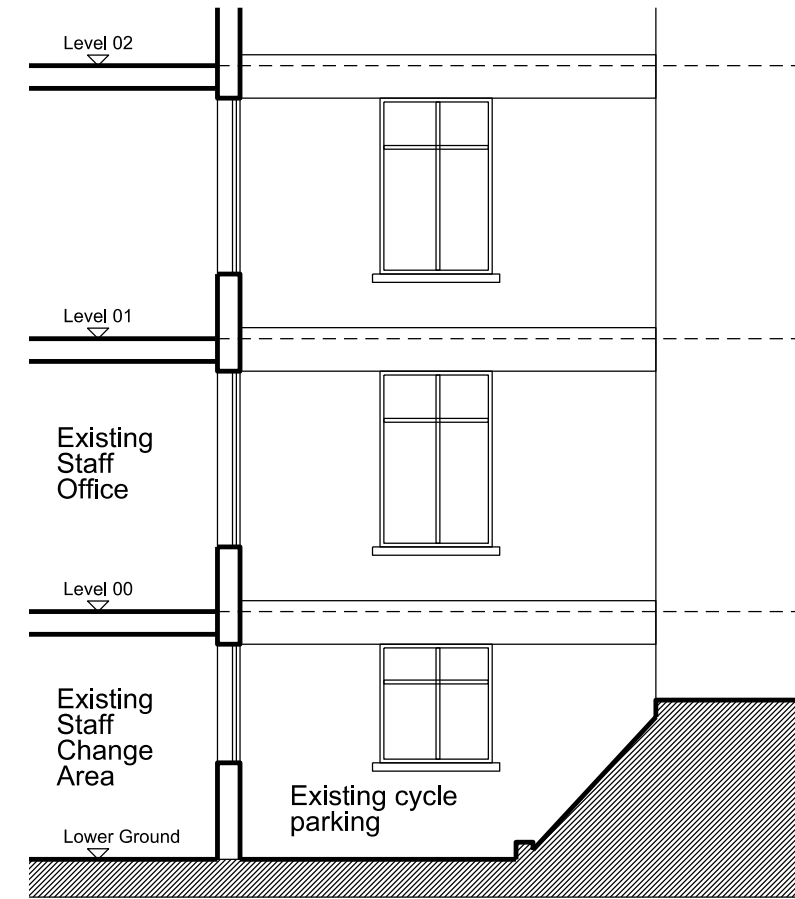 Level 02
Level 01
Existing
Staff
Office
Level 00
Existing
Staff
Change
Area
Existing cycle
parking
Lower Ground